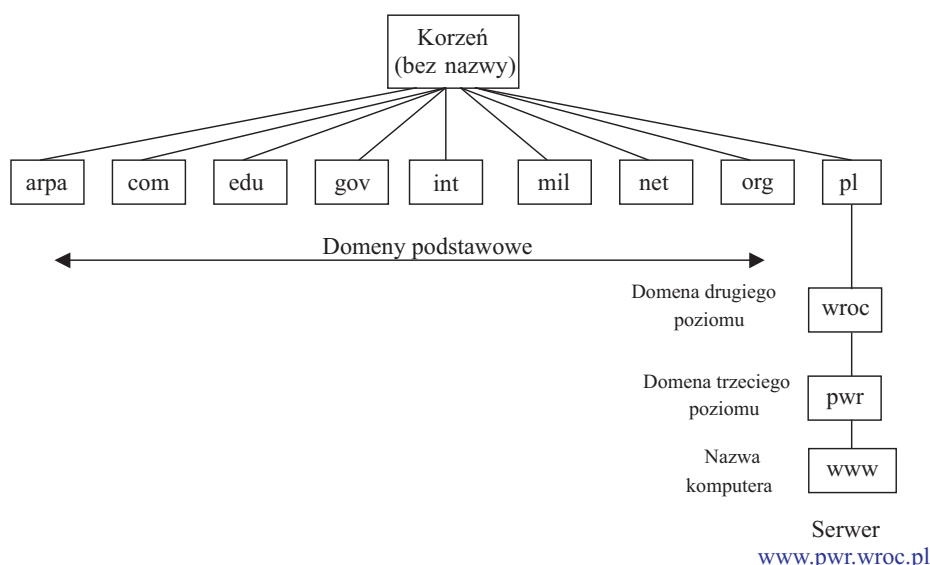 Korzeń
(bez nazwy)
arpa
com
edu
gov
int
mil
net
org
pl
Domeny podstawowe
Domena drugiego
poziomu
wroc
Domena trzeciego
poziomu
pwr
Nazwa
komputera
www
Serwer
www.pwr.wroc.pl